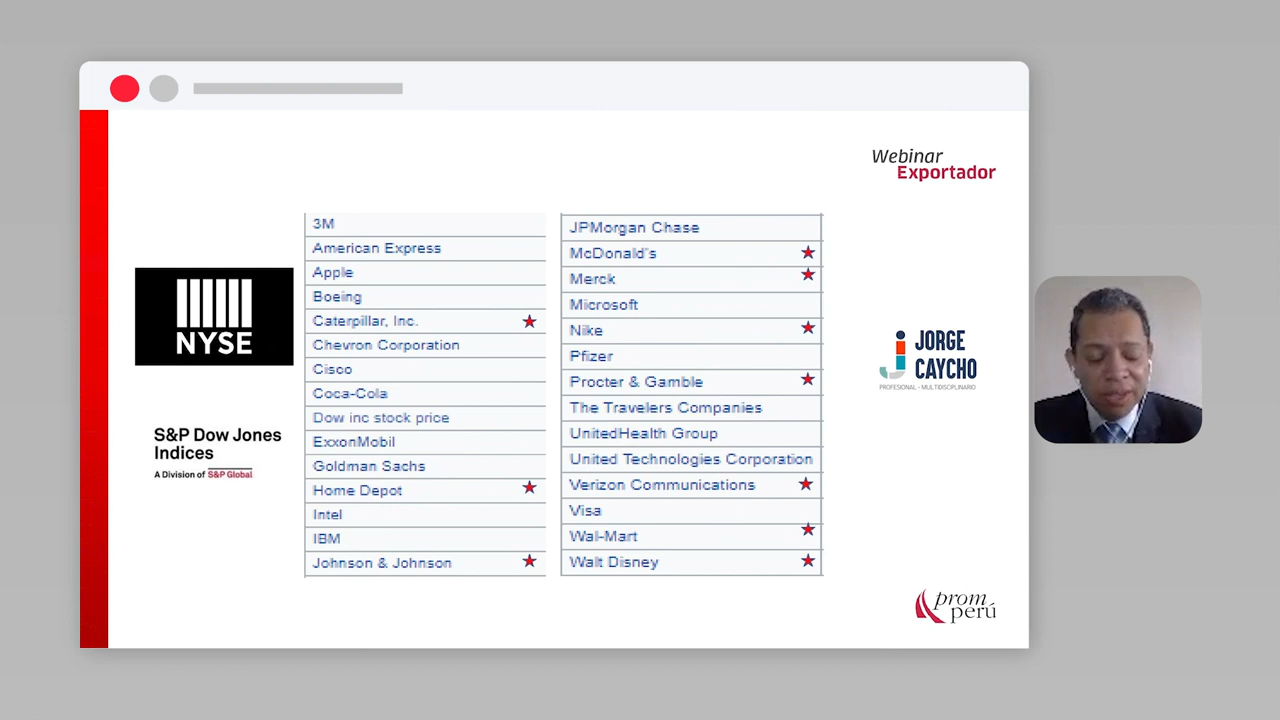 Webinar
Exportador
NYSE
S&P Dow Jones
Indices
A Division of S&P Global
3M
American Express
Apple
Boeing
Caterpillar, Inc.
Chevron Corporation
Cisco
Coca-Cola
Dow inc stock price
ExxonMobil
Goldman Sachs
Home Depot
Intel
IBM
Johnson & Johnson
JPMorgan Chase
McDonald's
Merck
Microsoft
Nike
Pfizer
Procter & Gamble
The Travelers Companies
UnitedHealth Group
United Technologies Corporation
Verizon Communications
Visa
Wal-Mart
Walt Disney
JORGE
CAYCHO
PROFESIONAL - MULTIDISCIPLINARIO
prom
perú